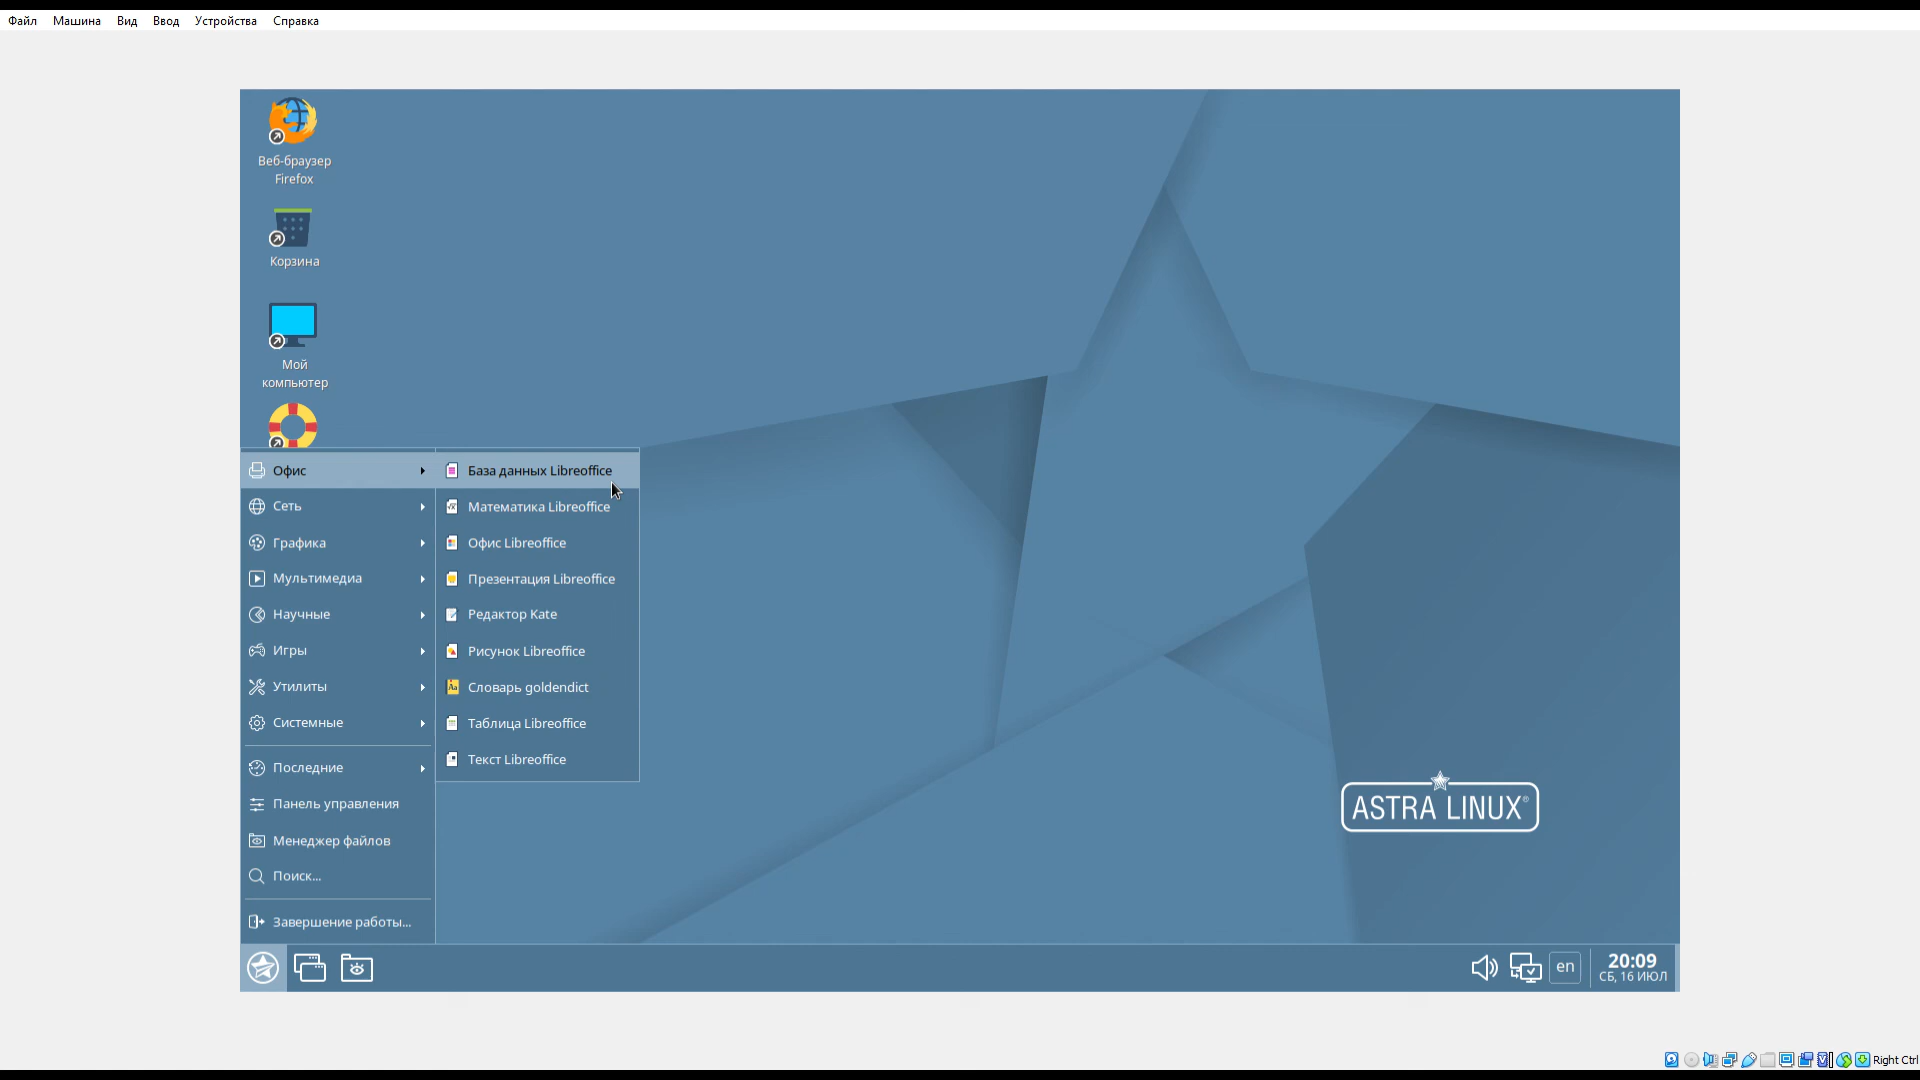 Файл Машина Вид Ввод Устройства Справка
Веб-браузер
Firefox
Корзина
Мой
компьютер
Офис
Сеть
Графика
Мультимедиа
Научные
Игры
Утилиты
Системные
Последние
Панель управления
Менеджер файлов
Поиск...
Завершение работы...
База данных Libreoffice
Математика Libreoffice
Офис Libreoffice
Презентация Libreoffice
Редактор Kate
Рисунок Libreoffice
Словарь goldendict
Таблица Libreoffice
Текст Libreoffice
ASTRA LINUX®
en
20:09
СБ, 16 ИЮЛ
Right Ctrl